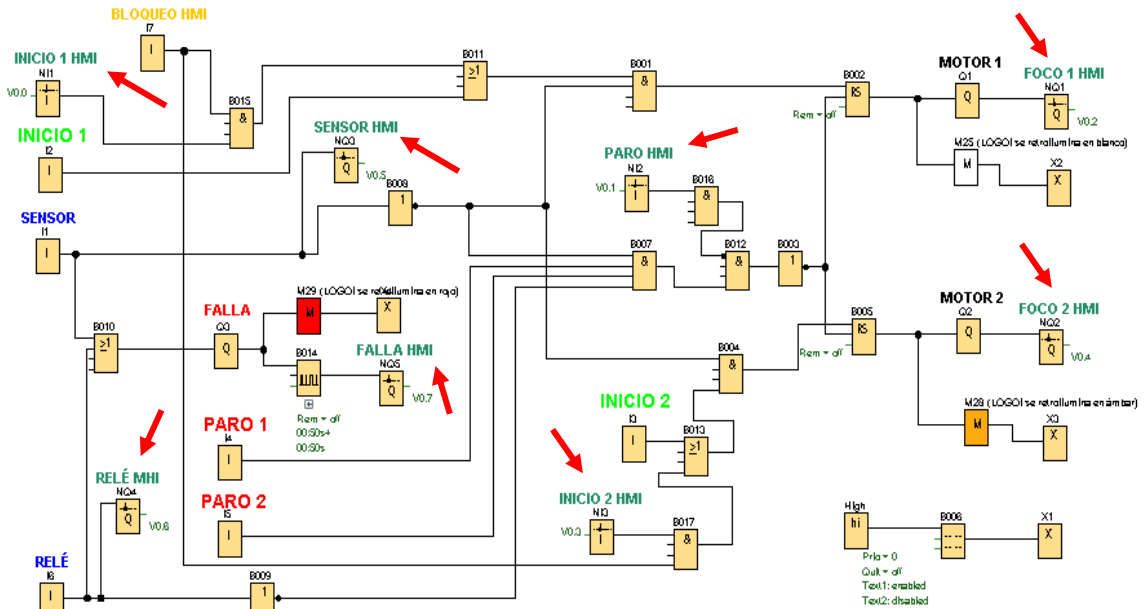 BLOQUEO HMI
I7
I
INICIO 1 HMI
NI1
I
V0.0
B015
&
B011
≥1
B001
&
B002
RS
Rem = off
MOTOR 1
Q1
Q
FOCO 1 HMI
NQ1
Q
V0.2
INICIO 1
I2
I
SENSOR HMI
NQ3
Q
V0.5
PARO HMI
NI2
I
V0.1
B016
&
M25 (LOGO! se retroilumina en blanco)
M
X2
X
B008
1
SENSOR
I1
I
B007
&
B012
&
B003
1
FALLA
Q3
Q
M29 (LOGO! se retroilumina en rojo)
M
X
B010
≥1
B014
Rem = off
00:50s+
00:50s
FALLA HMI
NQ5
Q
V0.7
B005
RS
Rem = off
MOTOR 2
Q2
Q
FOCO 2 HMI
NQ2
Q
V0.4
B004
&
M28 (LOGO! se retroilumina en ámbar)
M
X3
X
INICIO 2
I3
I
B013
≥1
PARO 1
I4
I
PARO 2
I5
I
RELÉ MHI
NQ4
Q
V0.6
INICIO 2 HMI
NI3
I
V0.3
B017
&
High
hi
B006
X1
X
Prio = 0
Quit = off
Text1: enabled
Text2: disabled
RELÉ
I6
I
B009
1